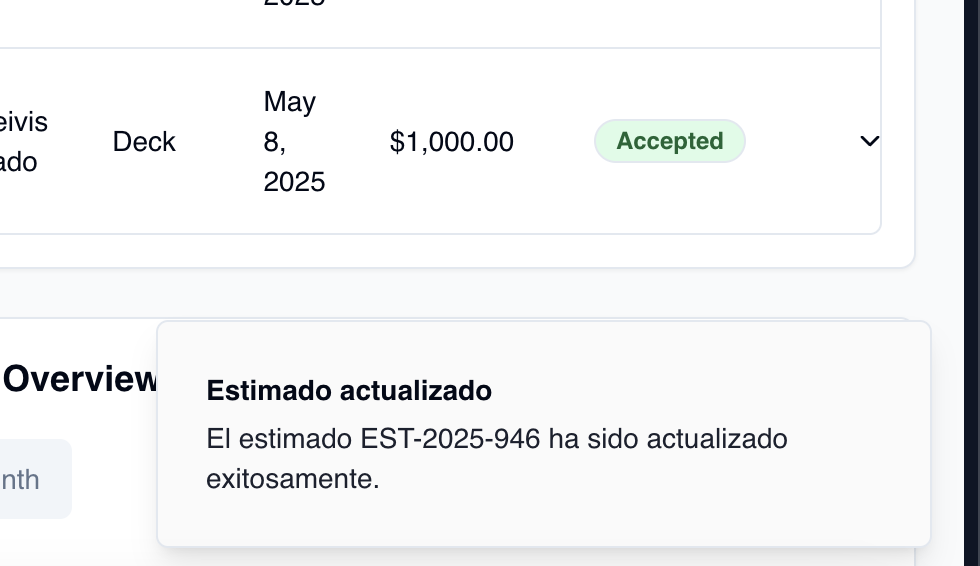 May
eivis
Deck
8,
$1,000.00
Accepted
ado
2025
Overview
Estimado actualizado
El estimado EST-2025-946 ha sido actualizado
exitosamente.
nth